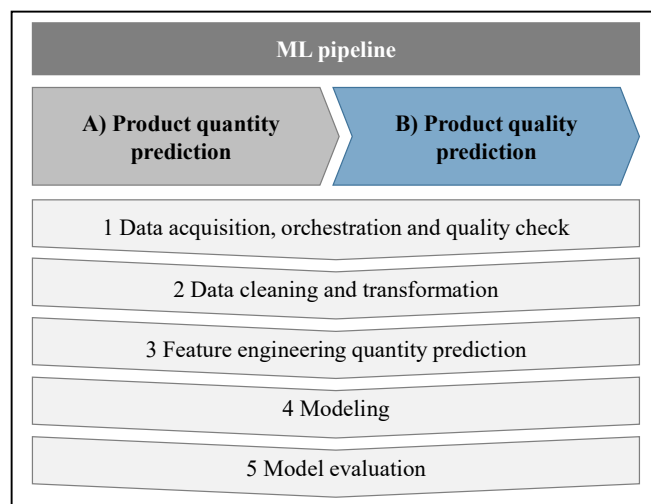 ML pipeline
A) Product quantity
prediction
B) Product quality
prediction
1 Data acquisition, orchestration and quality check
2 Data cleaning and transformation
3 Feature engineering quantity prediction
4 Modeling
5 Model evaluation